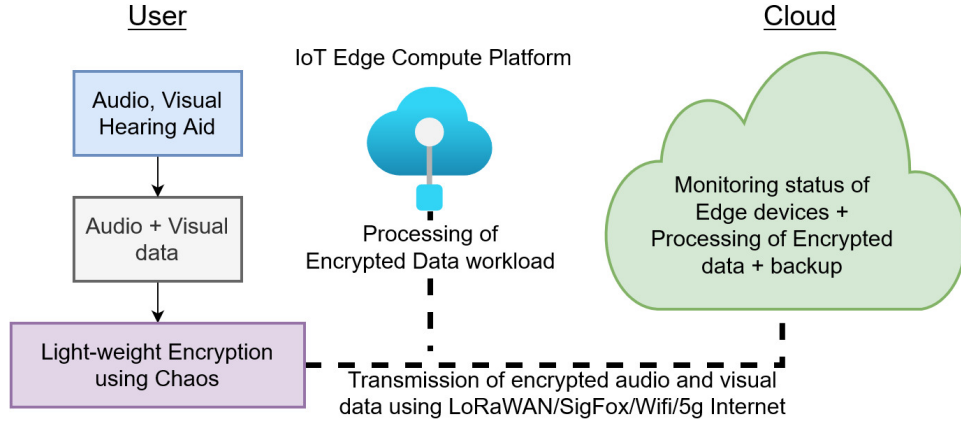 User
Audio, Visual
Hearing Aid
Audio + Visual
data
Light-weight Encryption
using Chaos
IoT Edge Compute Platform
Processing of
Encrypted Data workload
Cloud
Monitoring status of
Edge devices +
Processing of Encrypted
data + backup
Transmission of encrypted audio and visual
data using LoRaWAN/SigFox/Wifi/5g Internet